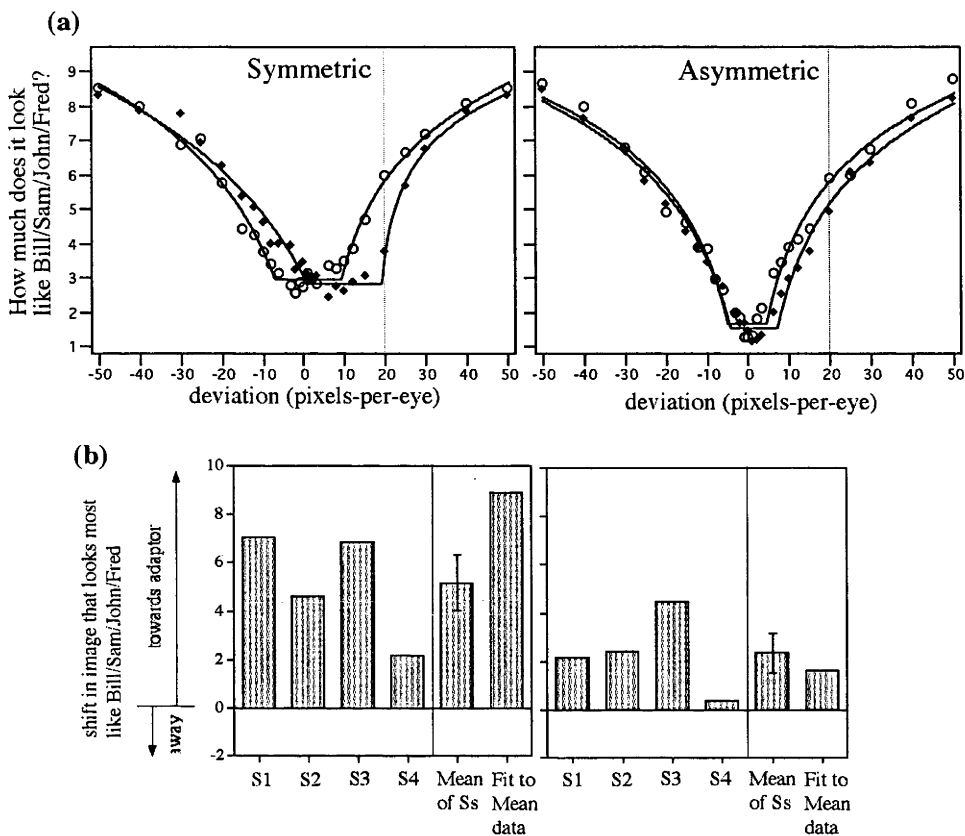 (a)
How much does it look
like Bill/Sam/John/Fred?
Symmetric
9
8
7
6
5
4
3
2
1
-50 -40 -30 -20 -10 0 10 20 30 40 50
deviation (pixels-per-eye)
Asymmetric
-50 -40 -30 -20 -10 0 10 20 30 40 50
deviation (pixels-per-eye)
(b)
shift in image that looks most
like Bill/Sam/John/Fred
towards adaptor
away
10
8
6
4
2
0
-2
S1 S2 S3 S4 Mean of Ss Fit to Mean data
S1 S2 S3 S4 Mean of Ss Fit to Mean data